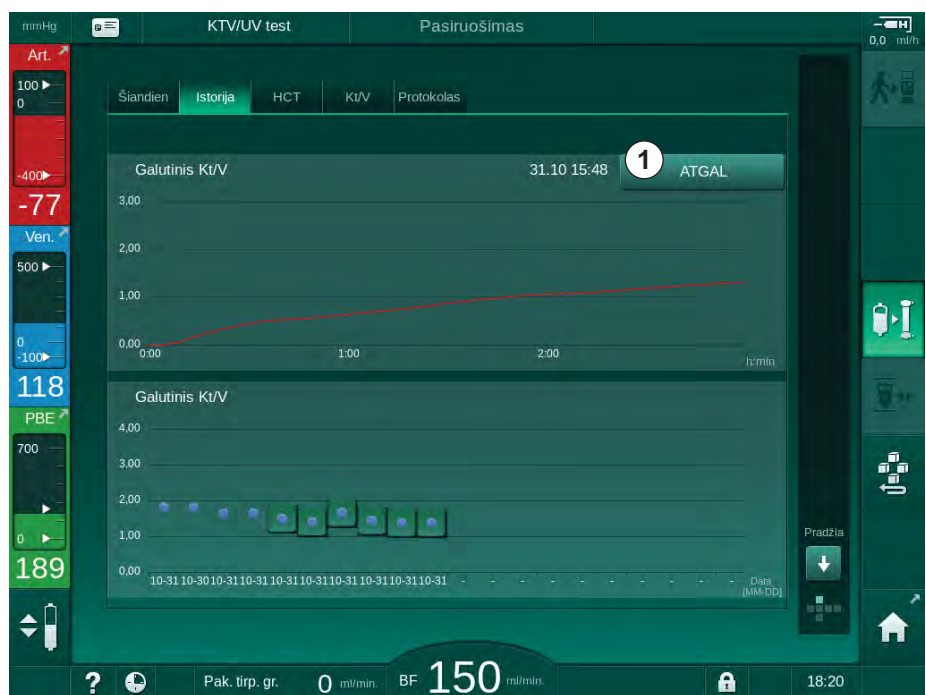 mmHg KTV/UV test Pasiruošimas
0,0 ml/h
Art.
100
0
-400
-77
Ven.
500
0
-100
118
PBE
700
0
189
Šiandien Istorija HCT Kt/V Protokolas
Galutinis Kt/V 31.10 15:48 1 ATGAL
3,00
2,00
1,00
0,00
0:00 1:00 2:00 h:min
Galutinis Kt/V
4,00
3,00
2,00
1,00
0,00
10-31 10-30 10-31 10-31 10-31 10-31 10-31 10-31 10-31 10-31 - - - - - - - - - - Data
[MM-DD]
Pradžia
? Pak. tirp. gr. 0 ml/min. BF 150 ml/min. 18:20